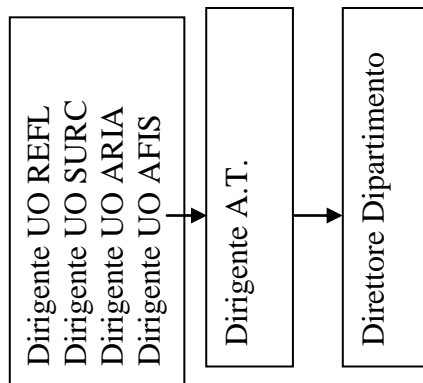 Dirigente UO REFL
Dirigente UO SURC
Dirigente UO ARIA
Dirigente UO AFIS
Dirigente A.T.
Direttore Dipartimento